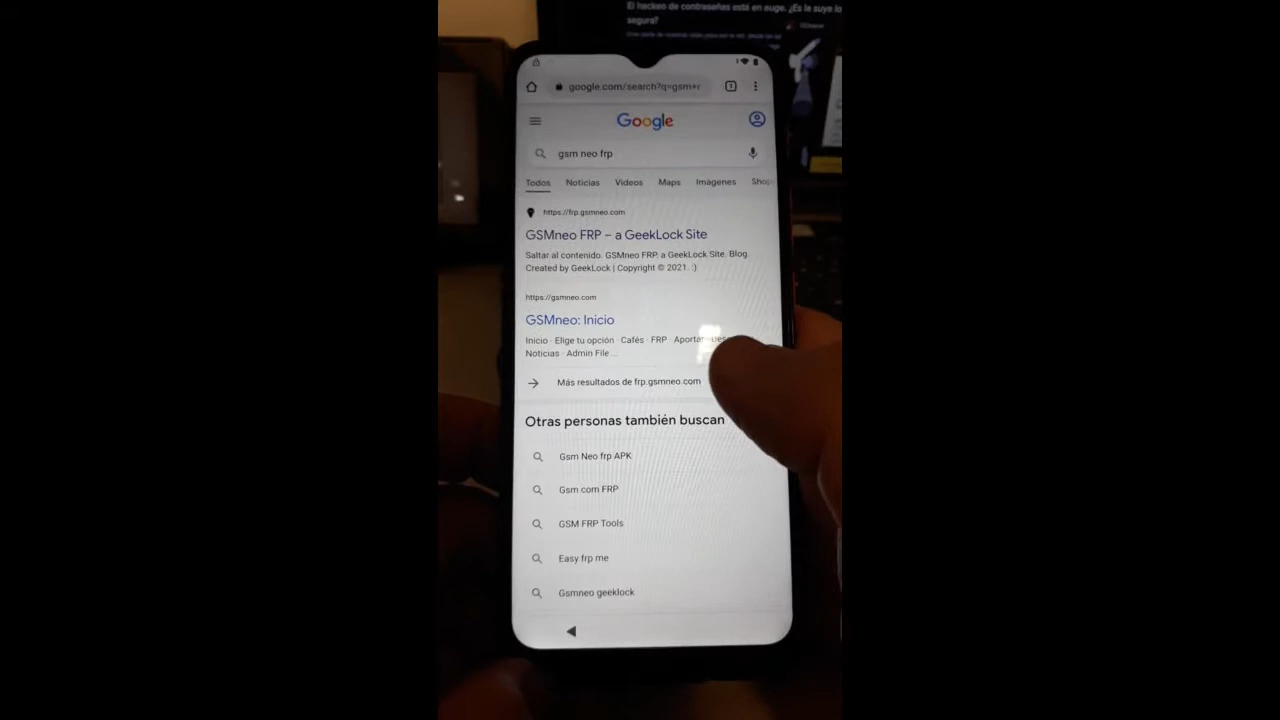 El hackeo de contraseñas está en auge. ¿Es le suya lo
segura?
google.com/search?q=gsm+r
Google
gsm neo frp
Todos Noticias Videos Maps Imágenes Shop
https://frp.gsmneo.com
GSMneo FRP – a GeekLock Site
Saltar al contenido. GSMneo FRP. a GeekLock Site. Blog.
Created by GeekLock | Copyright © 2021. :)
https://gsmneo.com
GSMneo: Inicio
Inicio · Elige tu opción · Cafés · FRP · Aportar · Desc
Noticias · Admin File ...
Más resultados de frp.gsmneo.com
Otras personas también buscan
Gsm Neo frp APK
Gsm com FRP
GSM FRP Tools
Easy frp me
Gsmneo geeklock